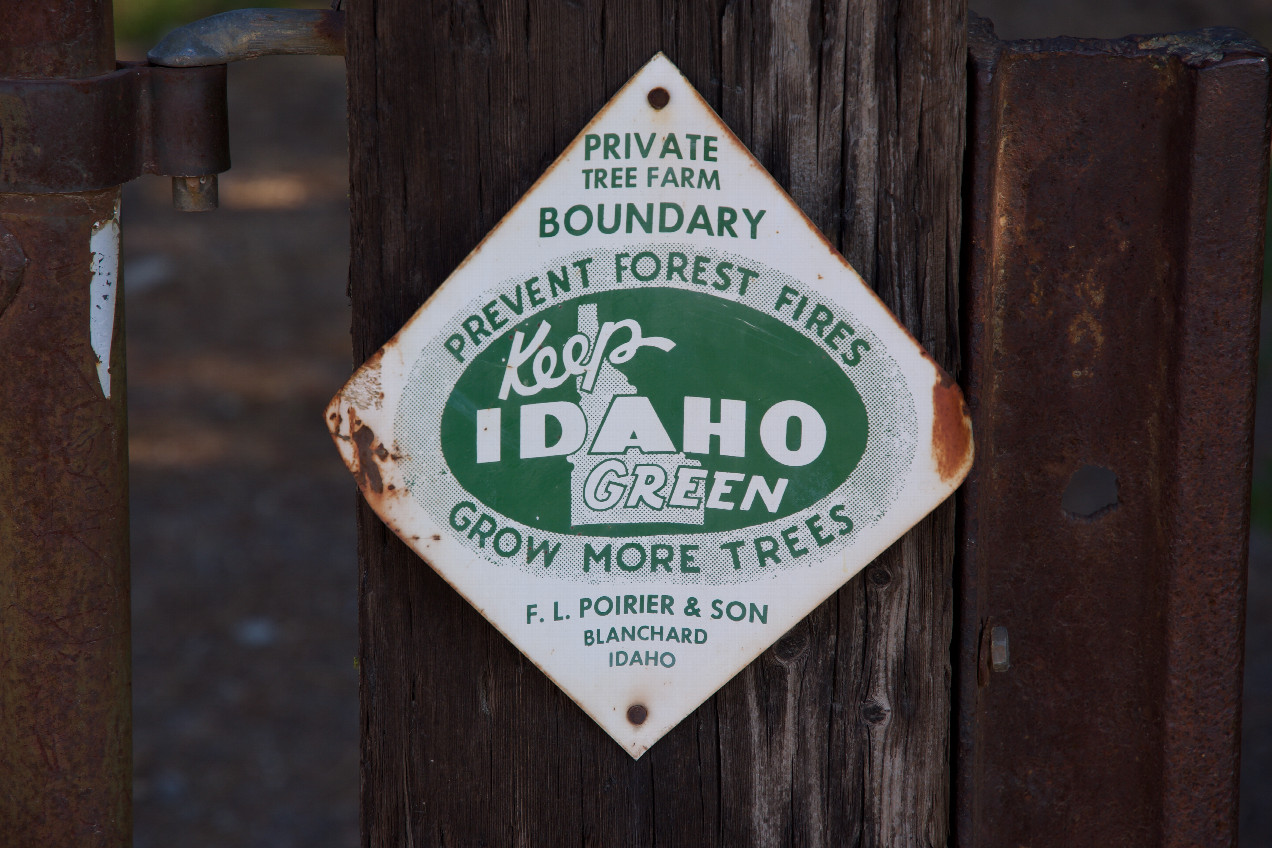 PRIVATE
TREE FARM
BOUNDARY
PREVENT FOREST FIRES
Keep
IDAHO
GREEN
GROW MORE TREES
F. L. POIRIER & SON
BLANCHARD
IDAHO